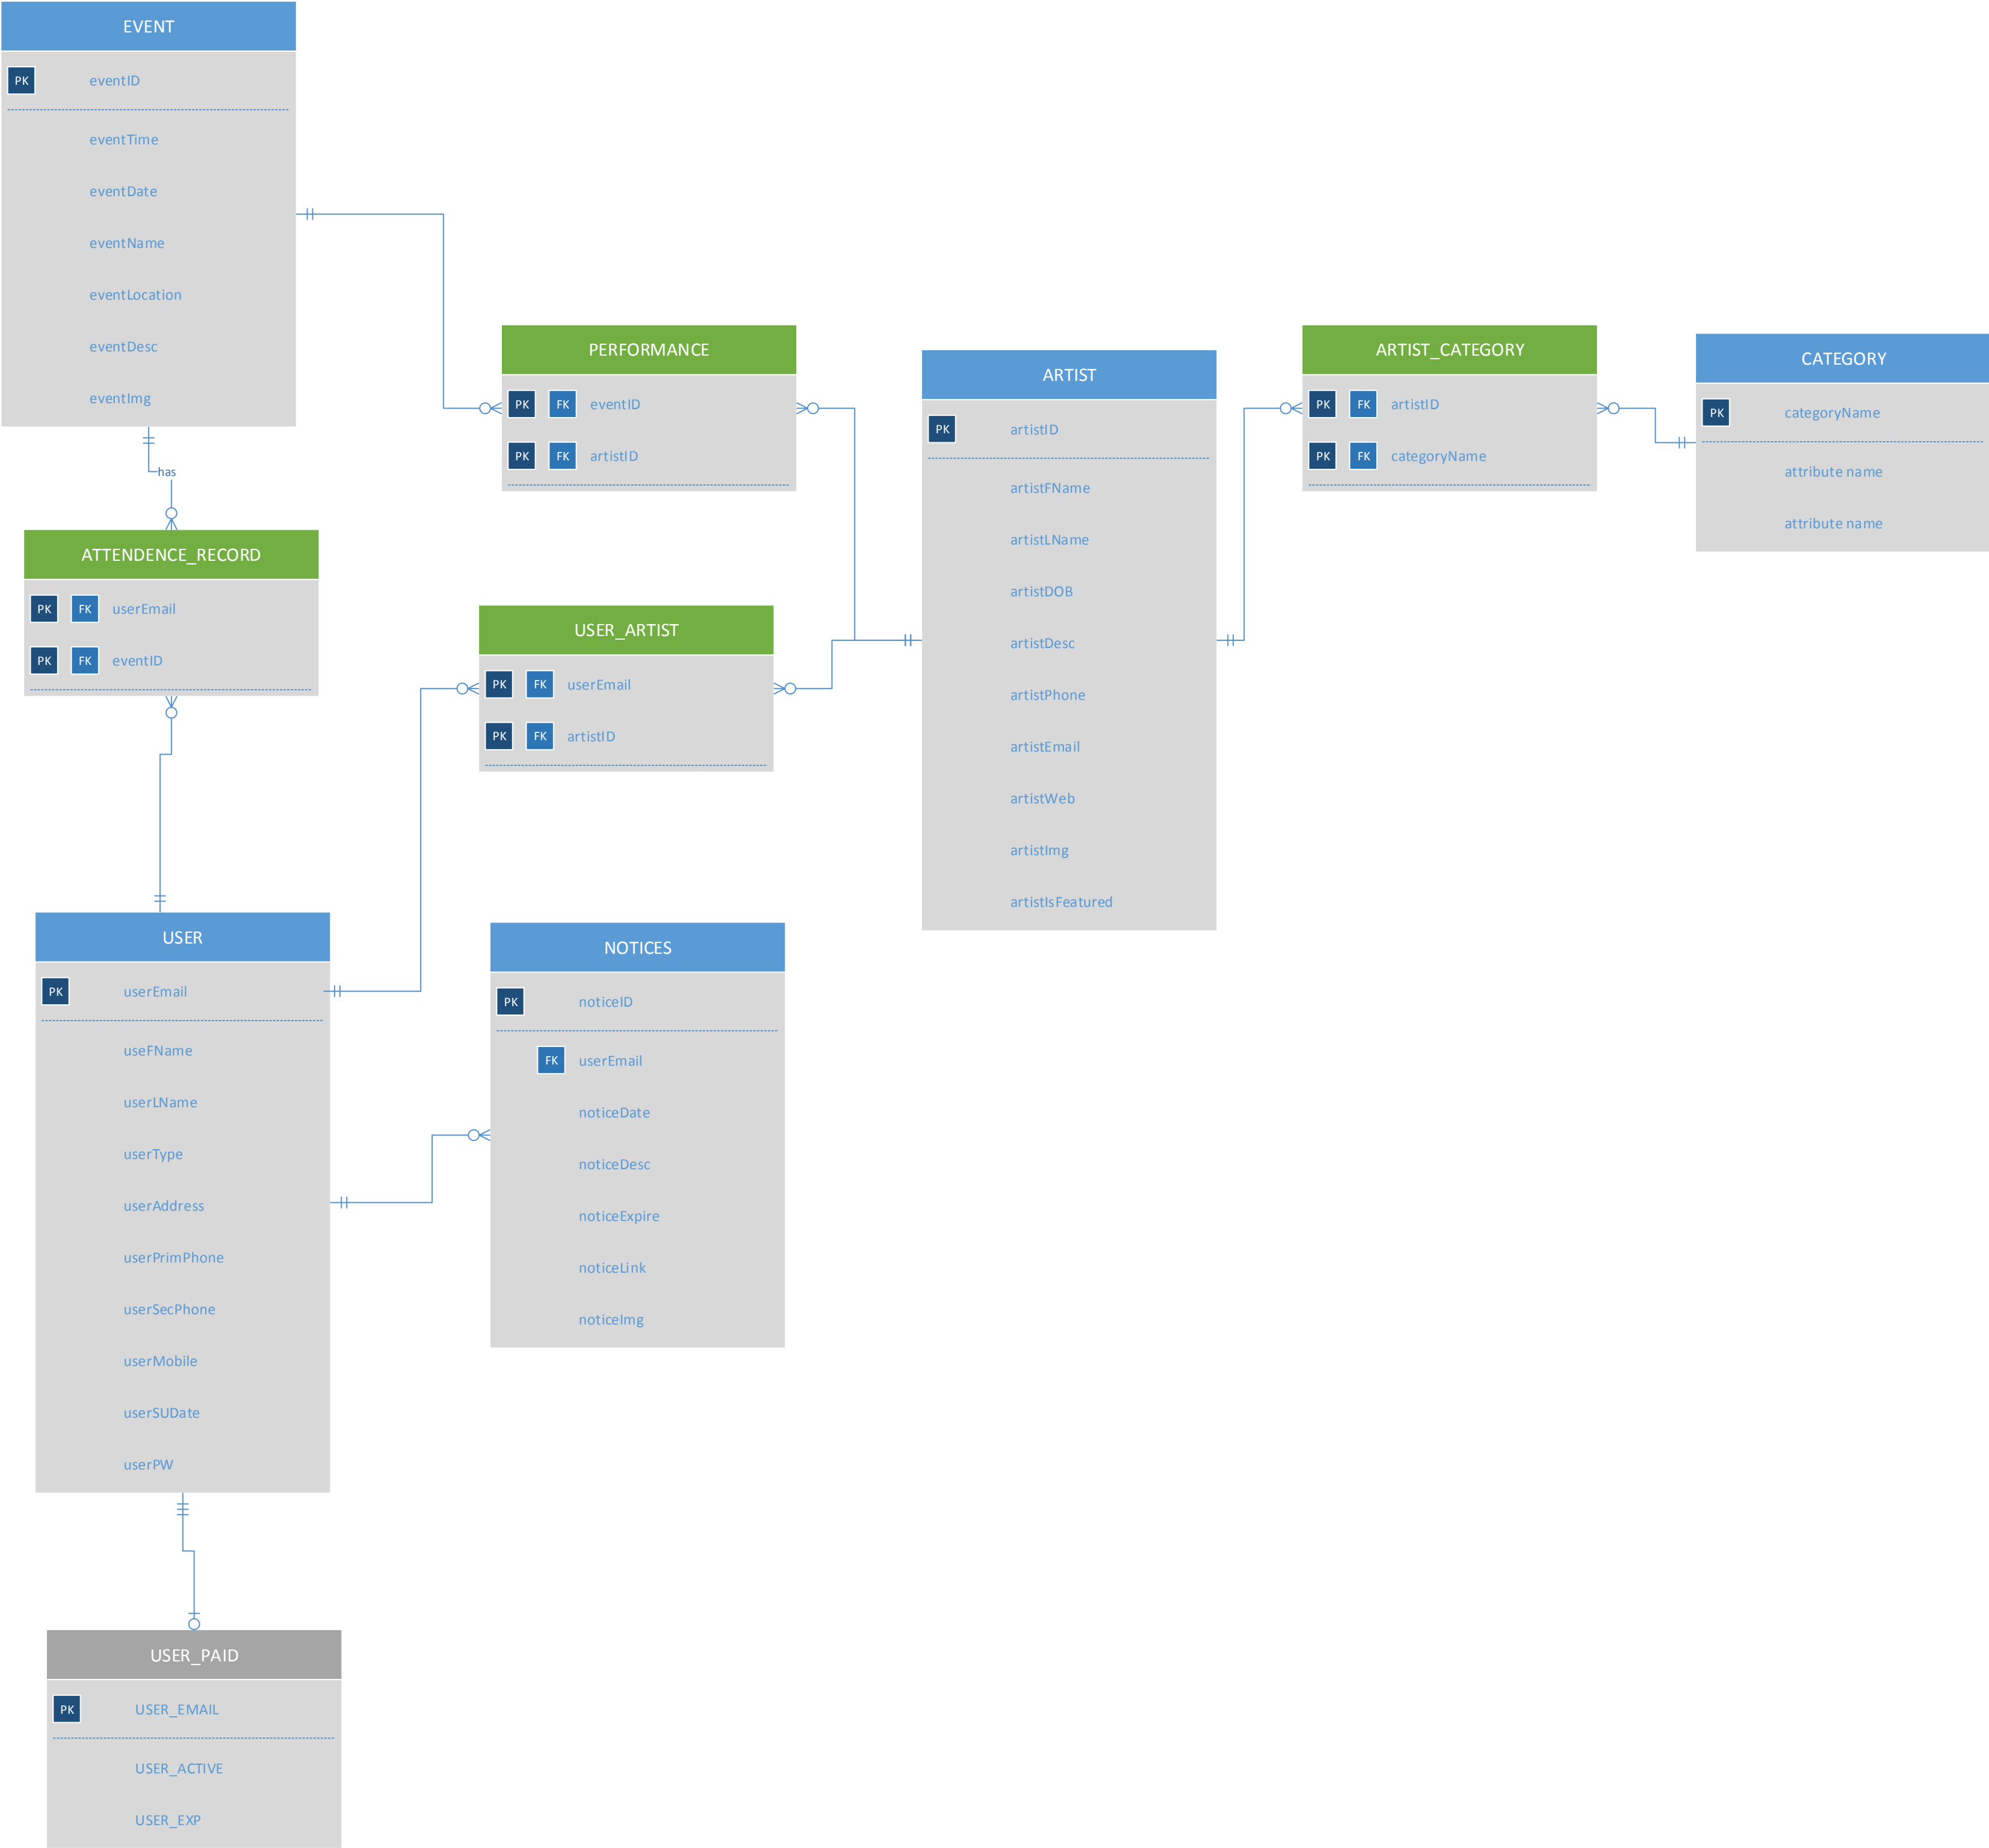 EVENT
PK eventID
eventTime
eventDate
eventName
eventLocation
eventDesc
eventImg
has
PERFORMANCE
PK FK eventID
PK FK artistID
ARTIST
PK artistID
artistFName
artistLName
artistDOB
artistDesc
artistPhone
artistEmail
artistWeb
artistImg
artistIsFeatured
ARTIST_CATEGORY
PK FK artistID
PK FK categoryName
CATEGORY
PK categoryName
attribute name
attribute name
ATTENDENCE_RECORD
PK FK userEmail
PK FK eventID
USER_ARTIST
PK FK userEmail
PK FK artistID
USER
PK userEmail
useFName
userLName
userType
userAddress
userPrimPhone
userSecPhone
userMobile
userSUDate
userPW
NOTICES
PK noticeID
FK userEmail
noticeDate
noticeDesc
noticeExpire
noticeLink
noticeImg
USER_PAID
PK USER_EMAIL
USER_ACTIVE
USER_EXP